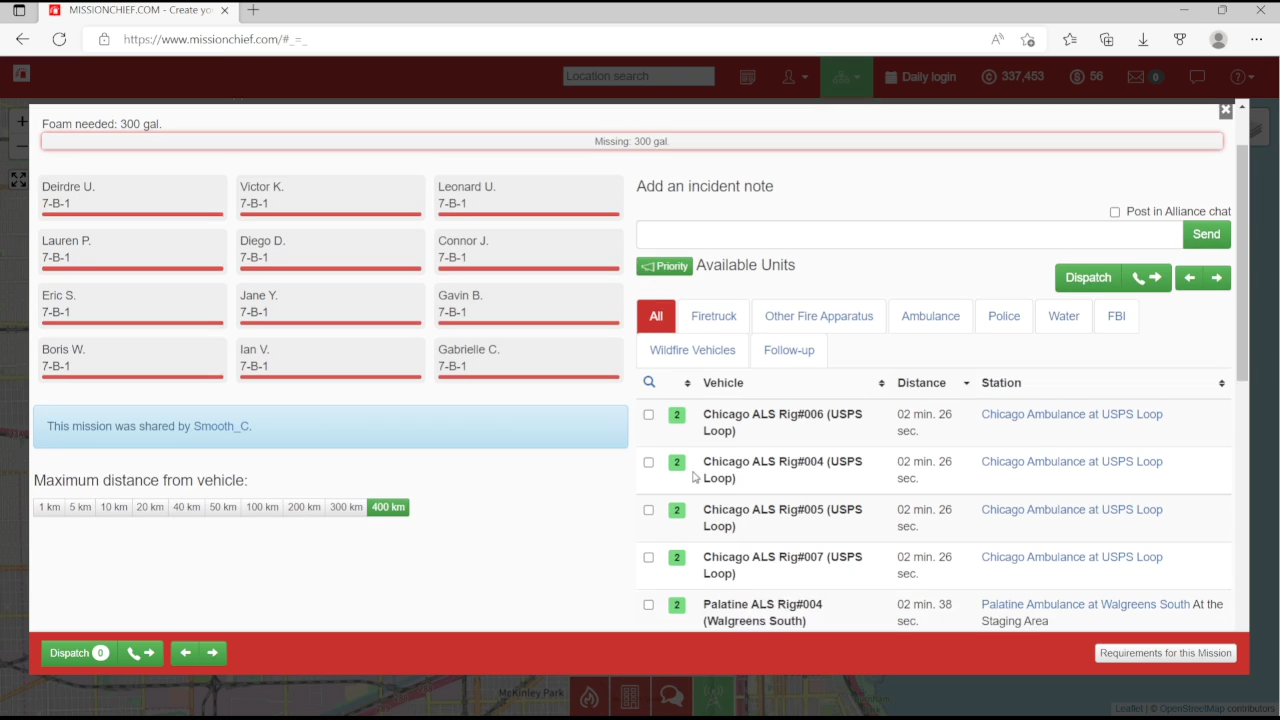 MISSIONCHIEF.COM - Create yo
https://www.missionchief.com/#_=_
Location search
Daily login
337,453
56
0
Foam needed: 300 gal.
Missing: 300 gal.
Deirdre U.
7-B-1
Victor K.
7-B-1
Leonard U.
7-B-1
Lauren P.
7-B-1
Diego D.
7-B-1
Connor J.
7-B-1
Eric S.
7-B-1
Jane Y.
7-B-1
Gavin B.
7-B-1
Boris W.
7-B-1
Ian V.
7-B-1
Gabrielle C.
7-B-1
This mission was shared by Smooth_C.
Maximum distance from vehicle:
1 km 5 km 10 km 20 km 40 km 50 km 100 km 200 km 300 km 400 km
Add an incident note
Post in Alliance chat
Send
Priority Available Units
Dispatch
All Firetruck Other Fire Apparatus Ambulance Police Water FBI
Wildfire Vehicles Follow-up
Vehicle Distance Station
2 Chicago ALS Rig#006 (USPS Loop) 02 min. 26 sec. Chicago Ambulance at USPS Loop
2 Chicago ALS Rig#004 (USPS Loop) 02 min. 26 sec. Chicago Ambulance at USPS Loop
2 Chicago ALS Rig#005 (USPS Loop) 02 min. 26 sec. Chicago Ambulance at USPS Loop
2 Chicago ALS Rig#007 (USPS Loop) 02 min. 26 sec. Chicago Ambulance at USPS Loop
2 Palatine ALS Rig#004 (Walgreens South) 02 min. 38 sec. Palatine Ambulance at Walgreens South At the Staging Area
Dispatch 0
Requirements for this Mission
McKinley Park
Leaflet | © OpenStreetMap contributors